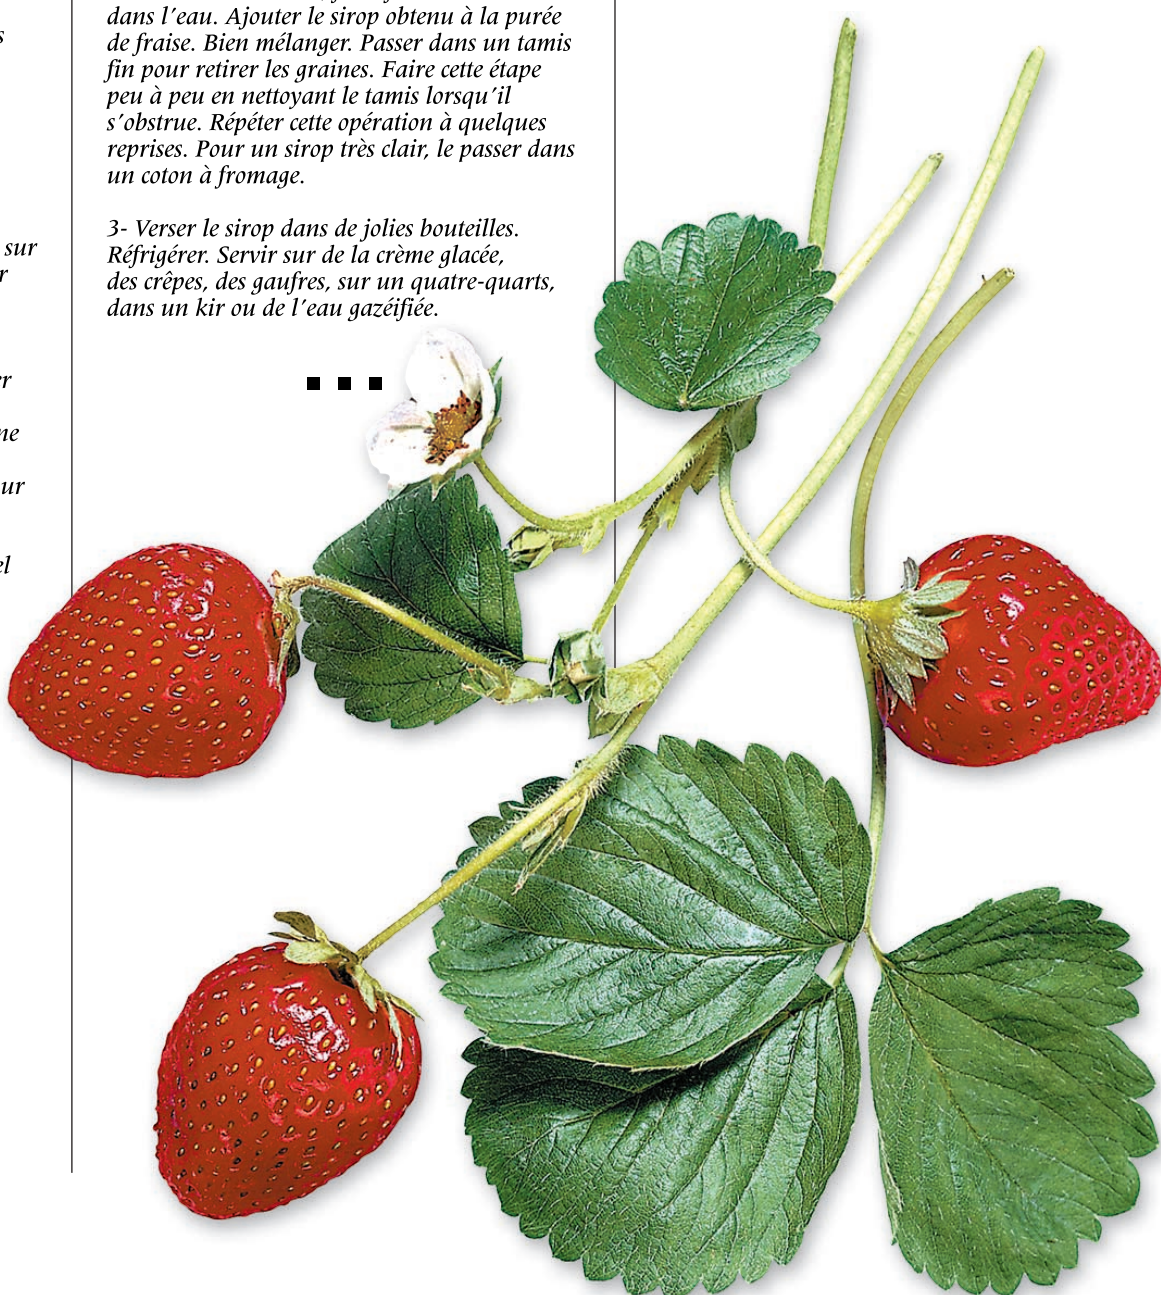 dans l'eau. Ajouter le sirop obtenu à la purée
de fraise. Bien mélanger. Passer dans un tamis
fin pour retirer les graines. Faire cette étape
peu à peu en nettoyant le tamis lorsqu'il
s'obstrue. Répéter cette opération à quelques
reprises. Pour un sirop très clair, le passer dans
un coton à fromage.
3- Verser le sirop dans de jolies bouteilles.
Réfrigérer. Servir sur de la crème glacée,
des crêpes, des gaufres, sur un quatre-quarts,
dans un kir ou de l'eau gazéifiée.
sur